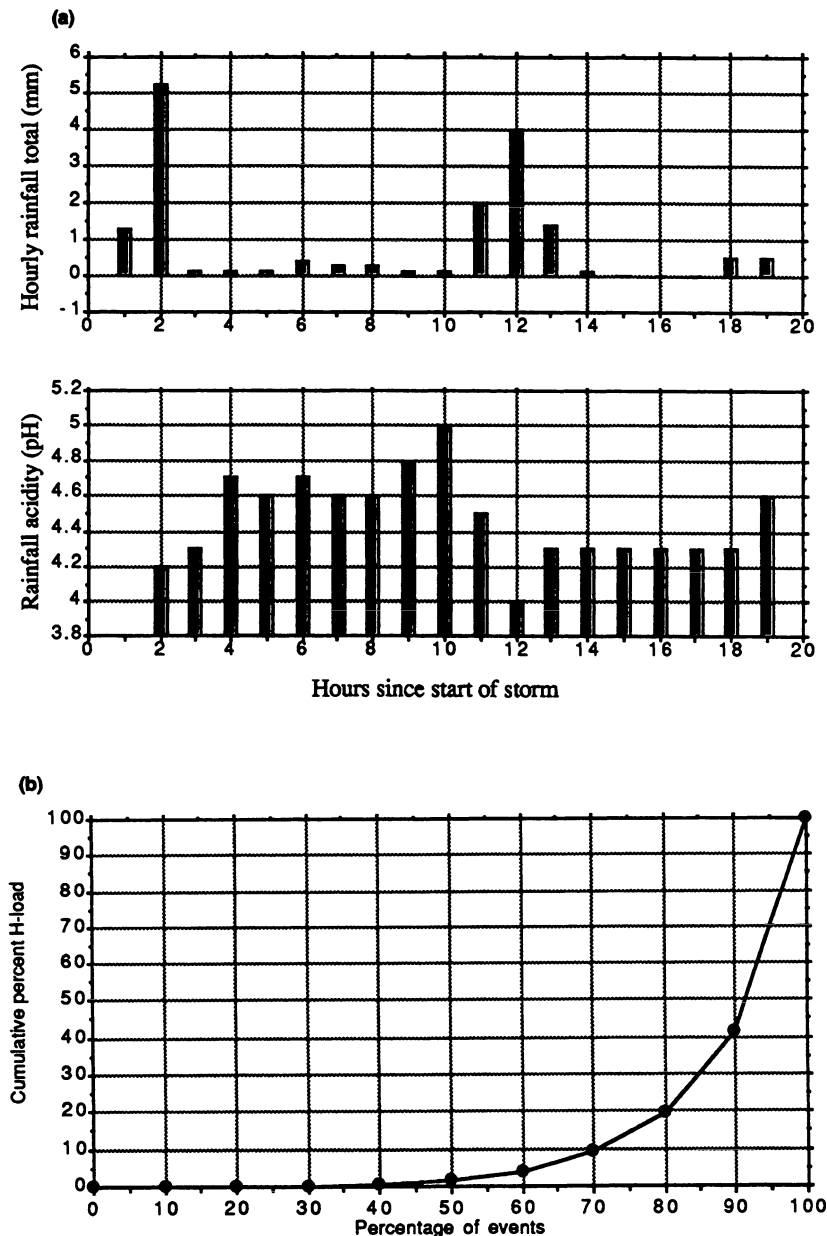 (a)
6
5
4
3
2
1
0
-1
Hourly rainfall total (mm)
0 2 4 6 8 10 12 14 16 18 20
5.2
5
4.8
4.6
4.4
4.2
4
3.8
Rainfall acidity (pH)
0 2 4 6 8 10 12 14 16 18 20
Hours since start of storm
(b)
100
90
80
70
60
50
40
30
20
10
0
Cumulative percent H-load
0 10 20 30 40 50 60 70 80 90 100
Percentage of events